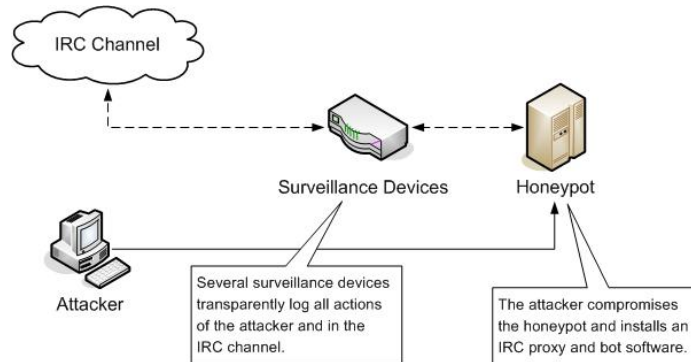 IRC Channel
Surveillance Devices
Honeypot
Attacker
Several surveillance devices
transparently log all actions
of the attacker and in the
IRC channel.
The attacker compromises
the honeypot and installs an
IRC proxy and bot software.